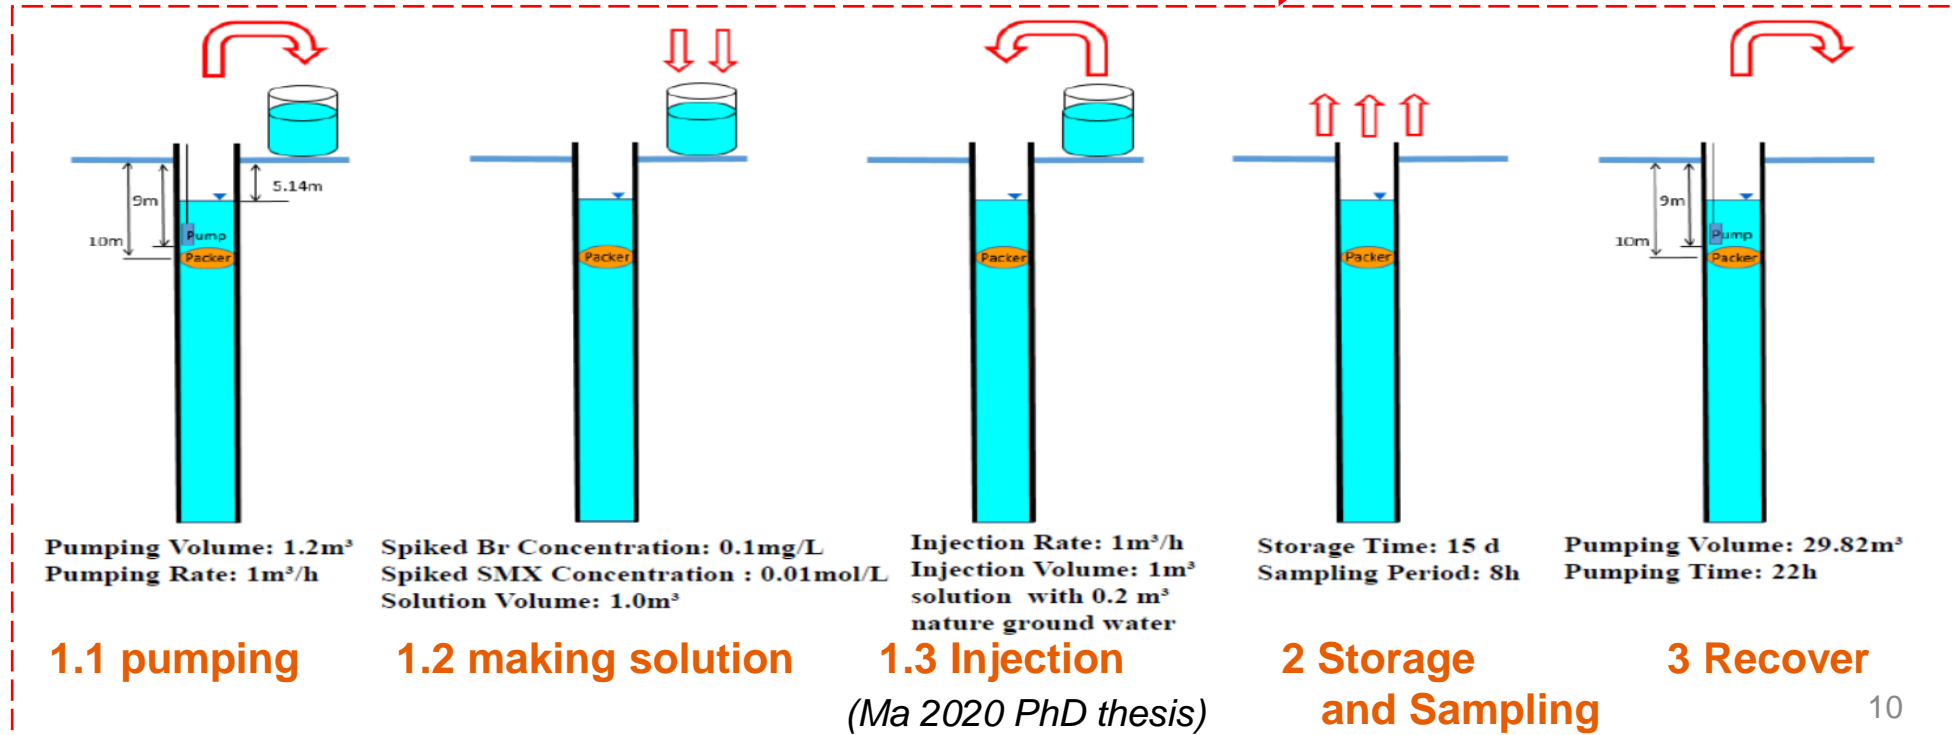 5.14m
9m
10m
Pump
Packer
Pumping Volume: 1.2m³
Pumping Rate: 1m³/h
1.1 pumping
Packer
Spiked Br Concentration: 0.1mg/L
Spiked SMX Concentration : 0.01mol/L
Solution Volume: 1.0m³
1.2 making solution
Packer
Injection Rate: 1m³/h
Injection Volume: 1m³
solution with 0.2 m³
nature ground water
1.3 Injection
(Ma 2020 PhD thesis)
Packer
Storage Time: 15 d
Sampling Period: 8h
2 Storage
and Sampling
9m
10m
Pump
Packer
Pumping Volume: 29.82m³
Pumping Time: 22h
3 Recover
10